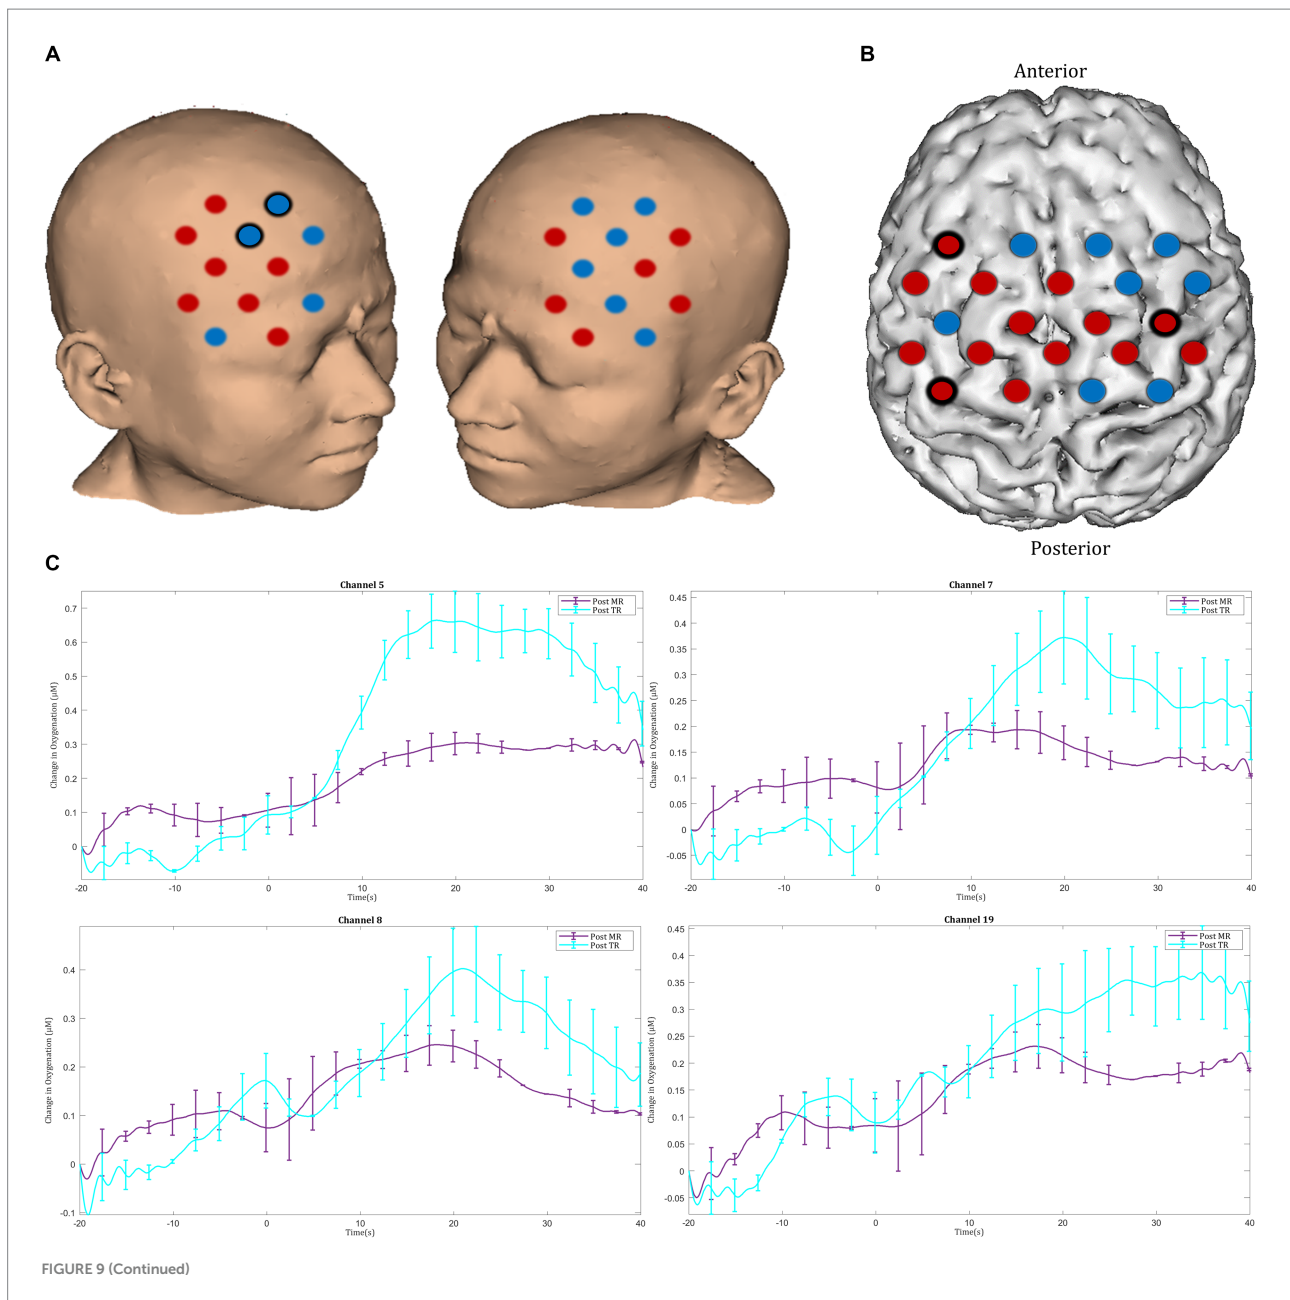 A
B
Anterior
Posterior
C
Channel 5
Post MR
Post TR
Change in Oxygenation (µM)
0.7
0.6
0.5
0.4
0.3
0.2
0.1
0
-20
-10
0
10
20
30
40
Time(s)
Channel 7
Post MR
Post TR
Change in Oxygenation (µM)
0.45
0.4
0.35
0.3
0.25
0.2
0.15
0.1
0.05
0
-0.05
-20
-10
0
10
20
30
40
Time(s)
Channel 8
Post MR
Post TR
Change in Oxygenation (µM)
0.4
0.3
0.2
0.1
0
-0.1
-20
-10
0
10
20
30
40
Time(s)
Channel 19
Post MR
Post TR
Change in Oxygenation (µM)
0.45
0.4
0.35
0.3
0.25
0.2
0.15
0.1
0.05
0
-0.05
-20
-10
0
10
20
30
40
Time(s)
FIGURE 9 (Continued)